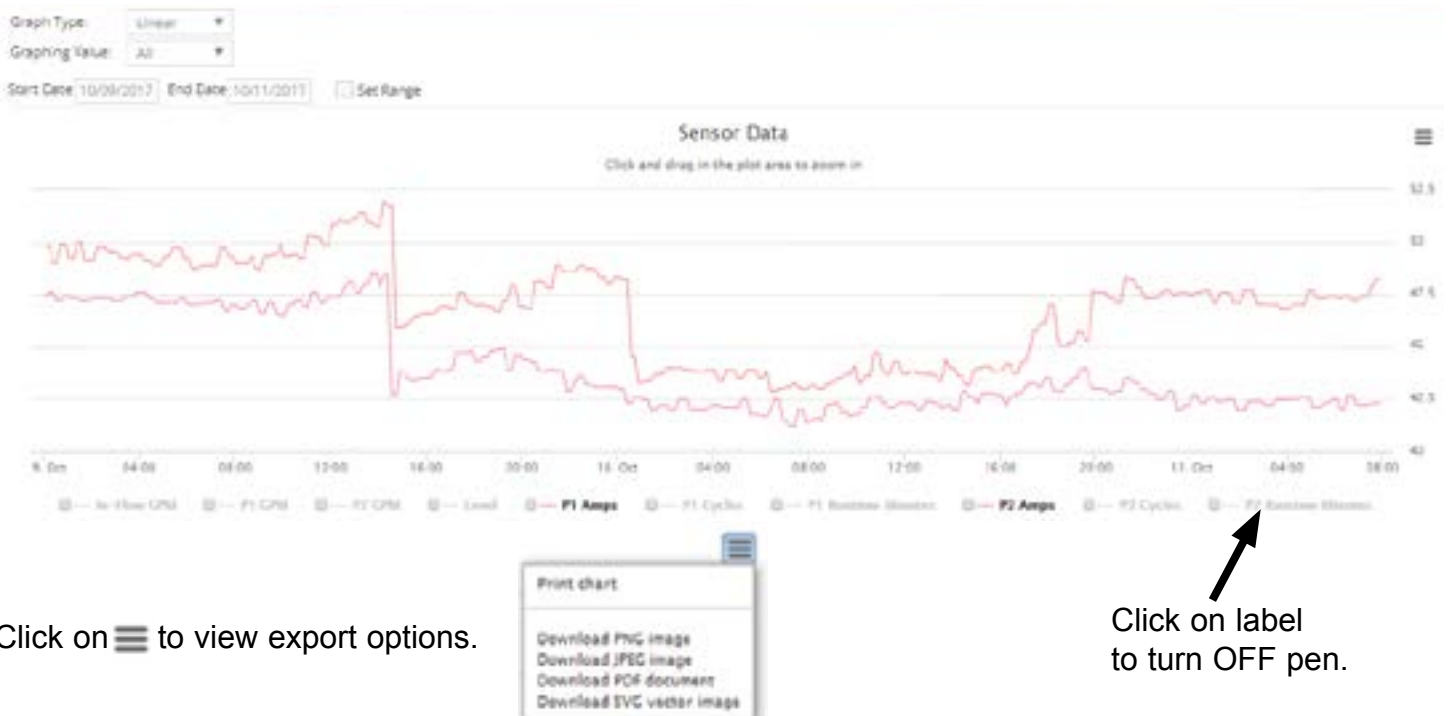 Graph Type: Linear
Graphing Value: All
Start Date 10/09/2017 End Date 10/11/2017 Set Range
Sensor Data
Click and drag in the plot area to zoom in
52.5
50
47.5
45
42.5
40
9. Oct 04:00 08:00 12:00 16:00 20:00 10. Oct 04:00 08:00 12:00 16:00 20:00 11. Oct 04:00 08:00
In-Flow GPM P1 GPM P2 GPM Level P1 Amps P1 Cycles P1 Runtime Minutes P2 Amps P2 Cycles P2 Runtime Minutes
Print chart
Download PNG image
Download JPEG image
Download PDF document
Download SVG vector image
Click on to view export options.
Click on label
to turn OFF pen.